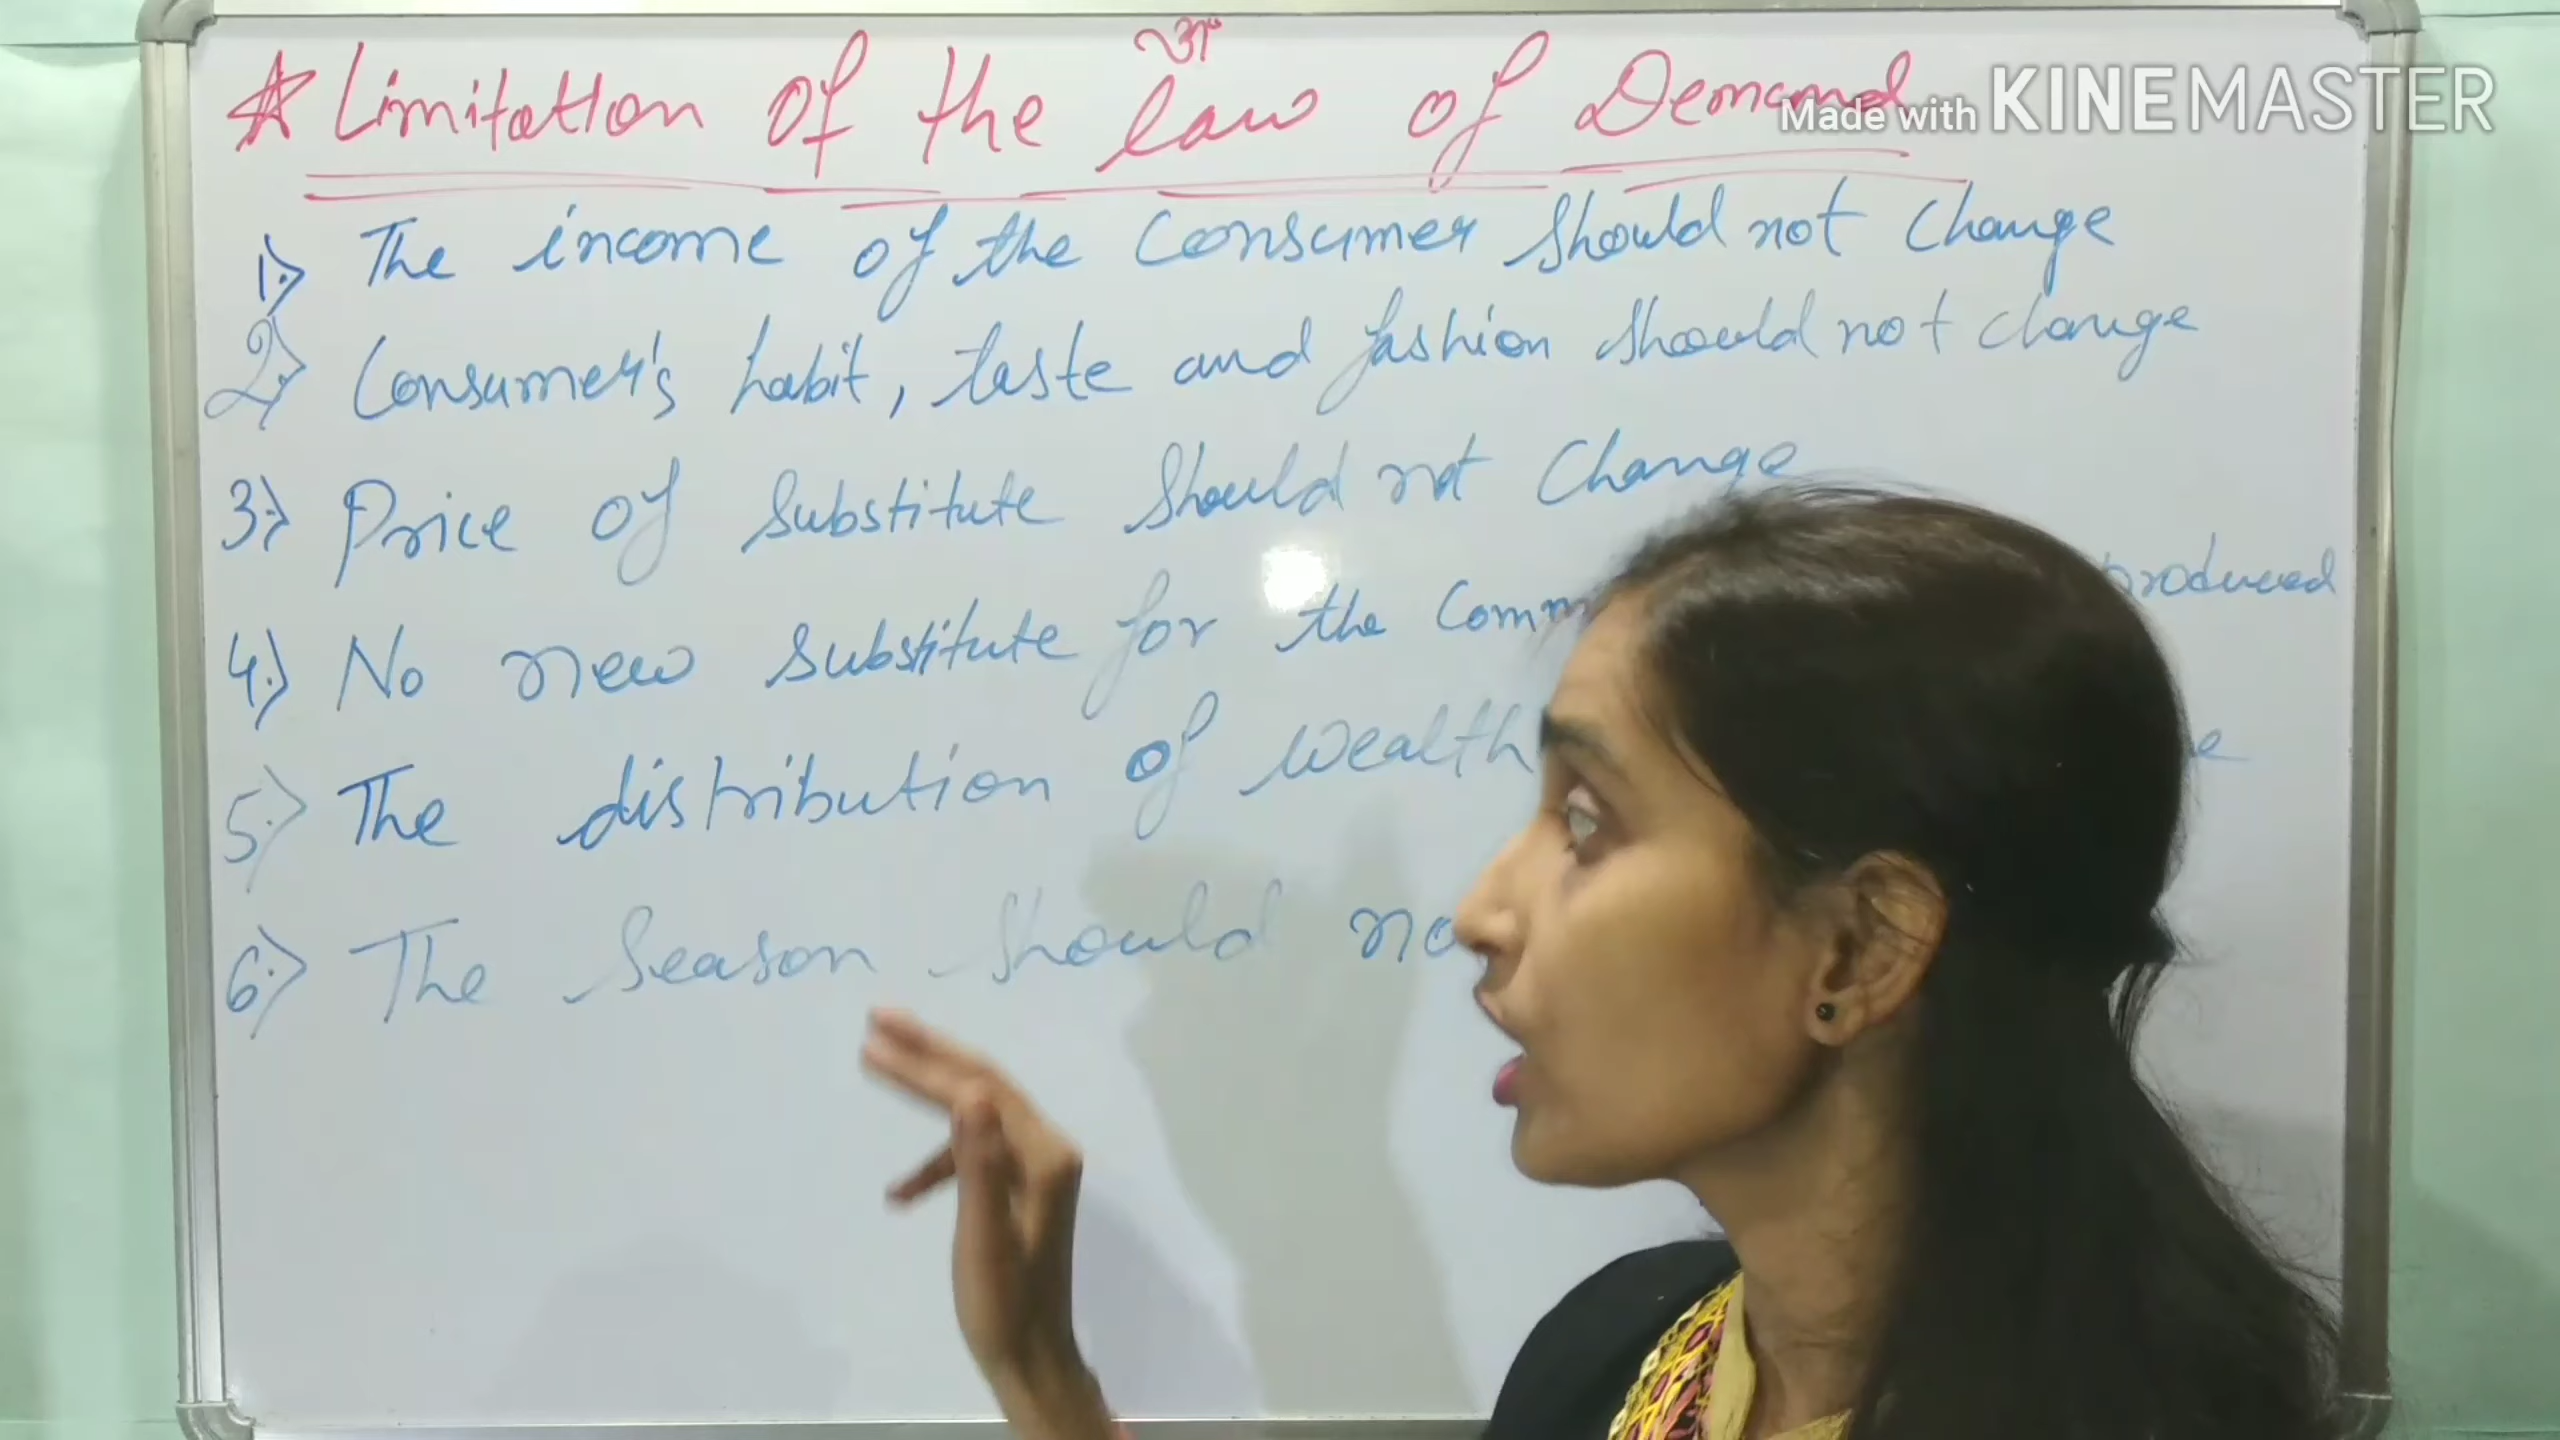 * Limitation of the law of Demand
Made with KINEMASTER
1.) The income of the Consumer should not Change
2.) Consumer's habit, taste and fashion should not change
3.) Price of substitute should not Change
4.) No new substitute for the Comm produced
5.) The distribution of wealth e
6.) The Season should no